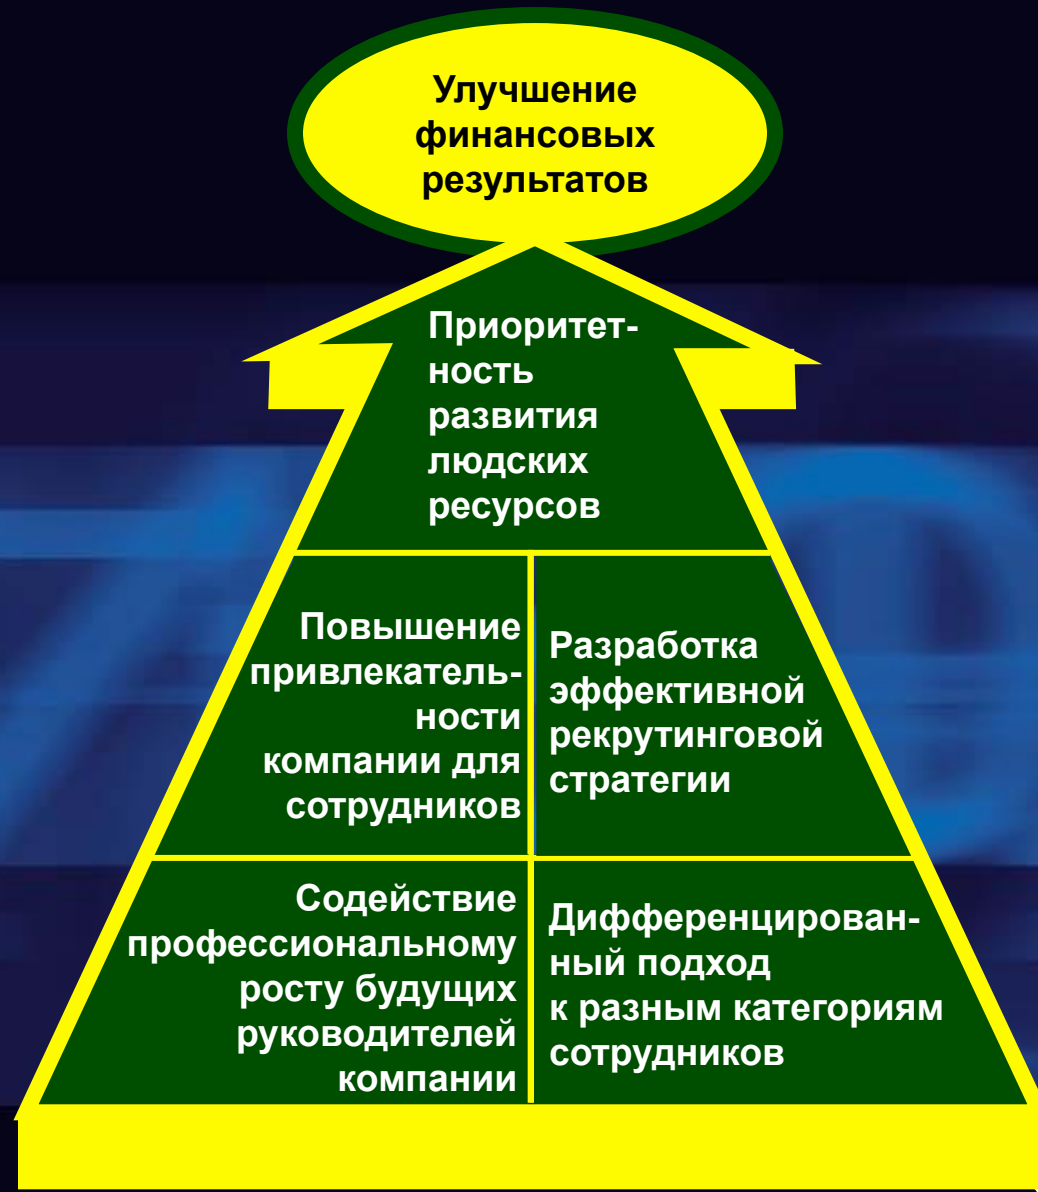 Улучшение
финансовых
результатов
Приоритет-
ность
развития
людских
ресурсов
Повышение
привлекатель-
ности
компании для
сотрудников
Разработка
эффективной
рекрутинговой
стратегии
Содействие
профессиональному
росту будущих
руководителей
компании
Дифференцирован-
ный подход
к разным категориям
сотрудников